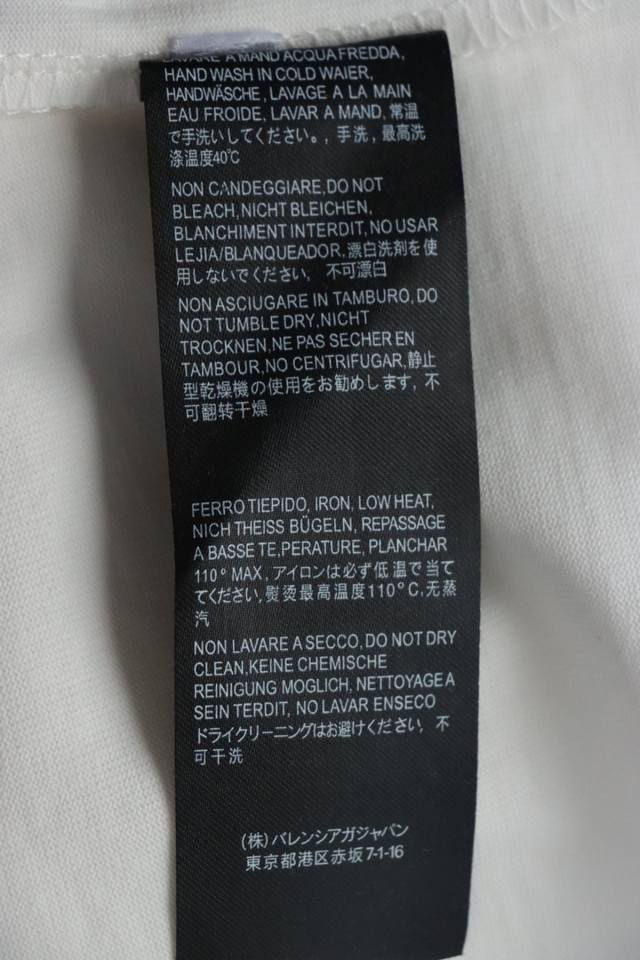 LAVARE A MANO ACQUA FREDDA,
HAND WASH IN COLD WAIER,
HANDWÄSCHE, LAVAGE A LA MAIN
EAU FROIDE, LAVAR A MAND, 常温
で手洗いしてください。, 手洗, 最高洗
涤温度40℃
NON CANDEGGIARE,DO NOT
BLEACH,NICHT BLEICHEN,
BLANCHIMENT INTERDIT,NO USAR
LEJIA/BLANQUEADOR,漂白洗剤を使
用しないでください, 不可漂白
NON ASCIUGARE IN TAMBURO,DO
NOT TUMBLE DRY,NICHT
TROCKNEN,NE PAS SECHER EN
TAMBOUR,NO CENTRIFUGAR,静止
型乾燥機の使用をお勧めします, 不
可翻转干燥
FERRO TIEPIDO, IRON, LOW HEAT,
NICH THEISS BÜGELN, REPASSAGE
A BASSE TE,PERATURE, PLANCHAR
110° MAX, アイロンは必ず低温で当て
てください,熨烫最高温度110°C,无蒸
汽
NON LAVARE A SECCO,DO NOT DRY
CLEAN,KEINE CHEMISCHE
REINIGUNG MOGLICH, NETTOYAGE A
SEIN TERDIT, NO LAVAR ENSECO
ドライクリーニングはお避けください, 不
可干洗
(株)バレンシアガジャパン
東京都港区赤坂7-1-16